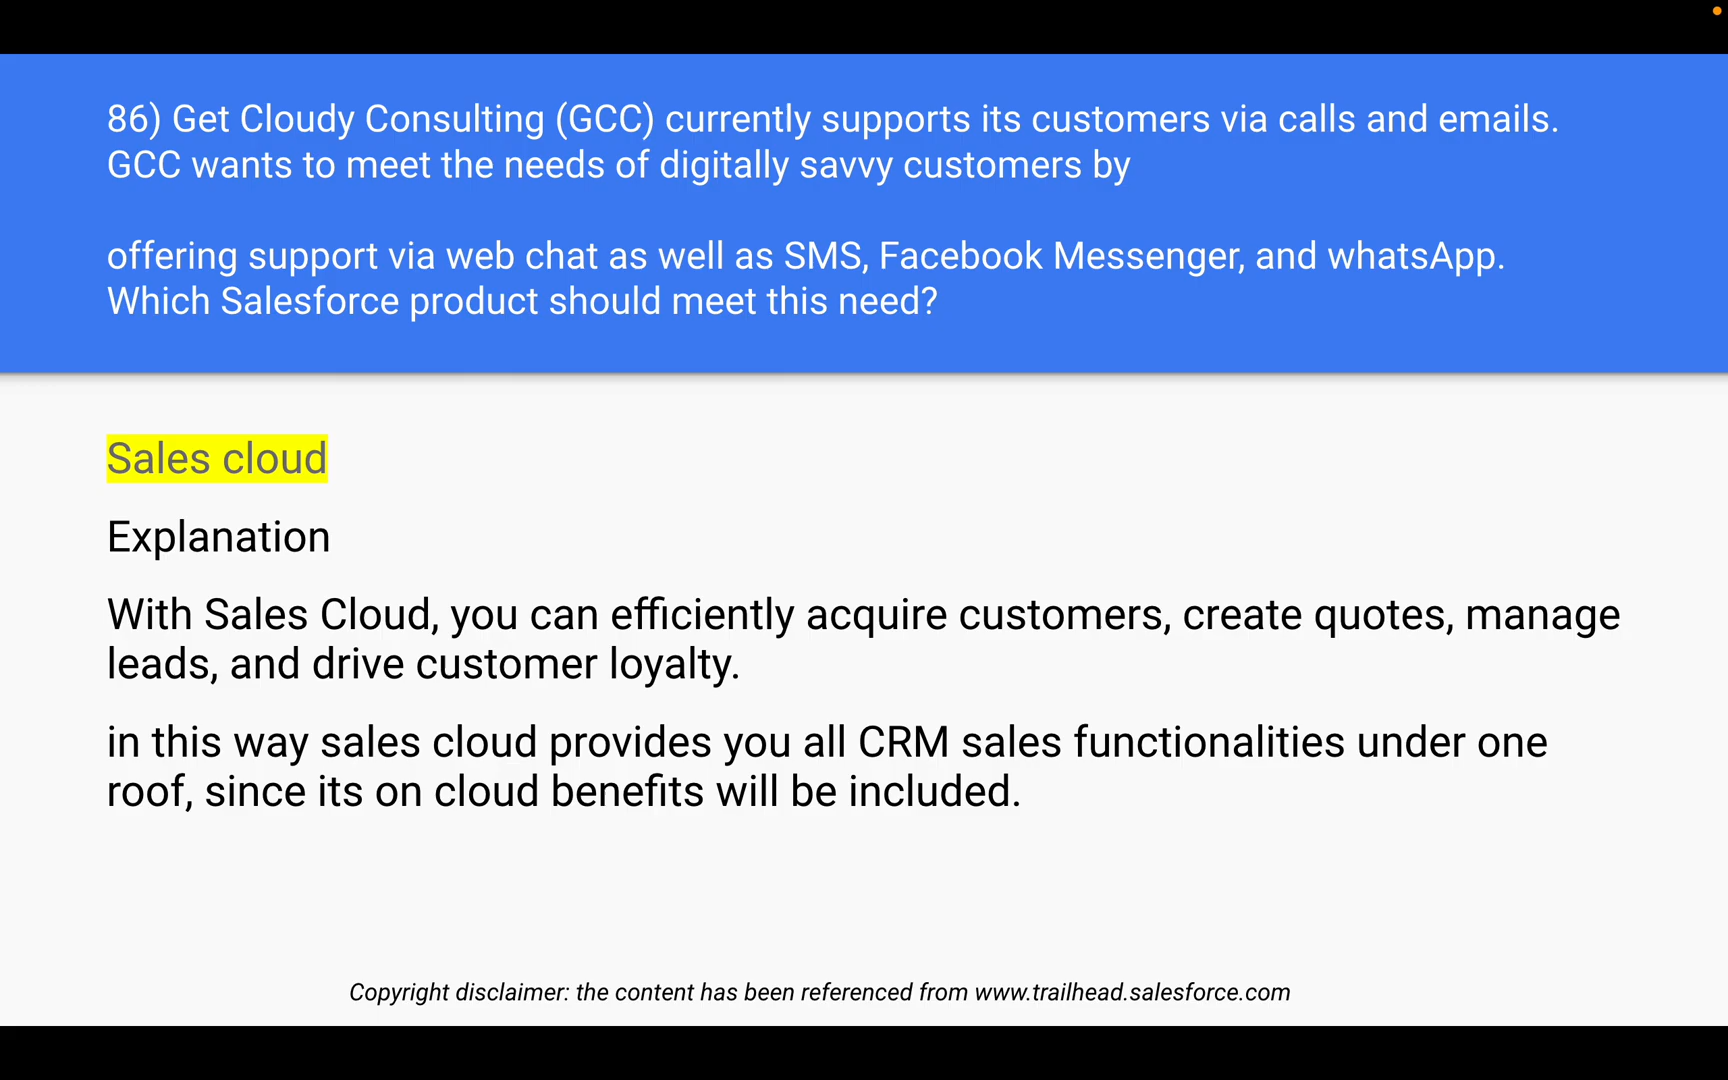 86) Get Cloudy Consulting (GCC) currently supports its customers via calls and emails.
GCC wants to meet the needs of digitally savvy customers by
offering support via web chat as well as SMS, Facebook Messenger, and whatsApp.
Which Salesforce product should meet this need?
Sales cloud
Explanation
With Sales Cloud, you can efficiently acquire customers, create quotes, manage
leads, and drive customer loyalty.
in this way sales cloud provides you all CRM sales functionalities under one
roof, since its on cloud benefits will be included.
Copyright disclaimer: the content has been referenced from www.trailhead.salesforce.com